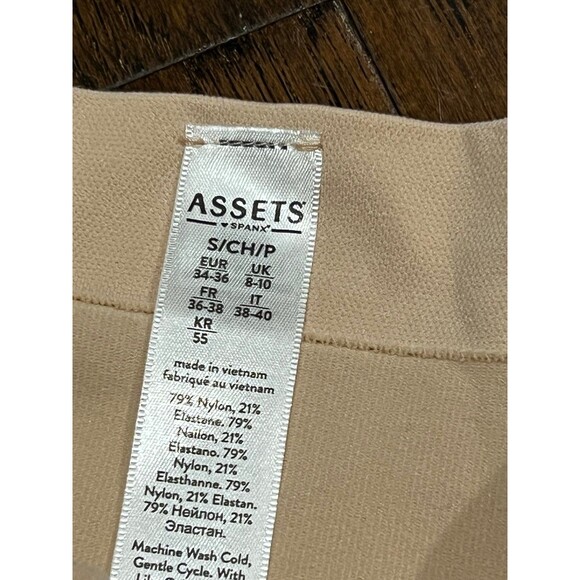 ASSETS
♥ SPANX®
S/CH/P
EUR UK
34-36 8-10
FR IT
36-38 38-40
KR
55
made in vietnam
fabriqué au vietnam
79% Nylon, 21%
Elastane. 79%
Nailon, 21%
Elastano. 79%
Nylon, 21%
Elasthanne. 79%
Nylon, 21% Elastan.
79% Нейлон, 21%
Эластан.
Machine Wash Cold,
Gentle Cycle. With